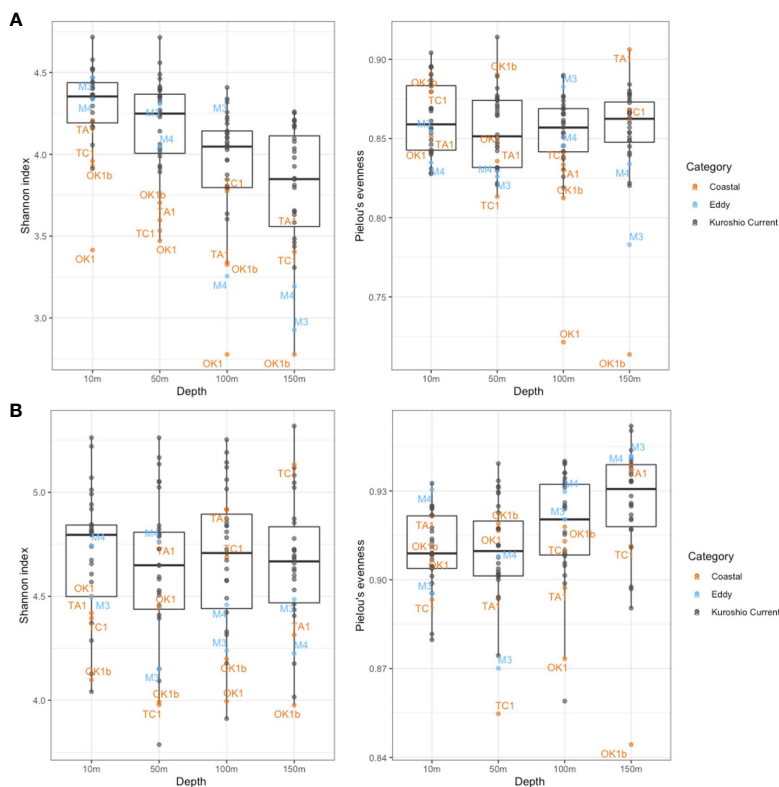 A
Shannon index
4.5
4.0
3.5
3.0
M3
M4
TA1
TC1
OK1b
OK1
M3
M4
OK1b
TA1
TC1
OK1
M3
TC1
TA1
OK1b
M4
OK1
TA1
TC1
M4
M3
OK1b
10m 50m 100m 150m
Depth
Pielou's evenness
0.90
0.85
0.80
0.75
OK1b
TC1
M3
TA1
OK1
M4
OK1b
OK1
TA1
M4
M3
TC1
M3
M4
TA1
OK1b
OK1
TA1
TC1
M4
M3
OK1b
10m 50m 100m 150m
Depth
Category
Coastal
Eddy
Kuroshio Current
B
Shannon index
5.0
4.5
4.0
M4
OK1
TA1 M3
TC1
OK1b
M4
TA1
OK1
M3
OK1b
TC1
TA1
TC1
M4
M3
OK1b
OK1
TC1
M3
TA1
M4
OK1b
10m 50m 100m 150m
Depth
Pielou's evenness
0.93
0.90
0.87
0.84
M4
TA1
OK1b
OK1
M3
TC1
OK1b
OK1
M4
TA1
M3
TC1
M4
M3
OK1b
TC1
TA1
OK1
M3
M4
TA1
TC1
OK1b
10m 50m 100m 150m
Depth
Category
Coastal
Eddy
Kuroshio Current